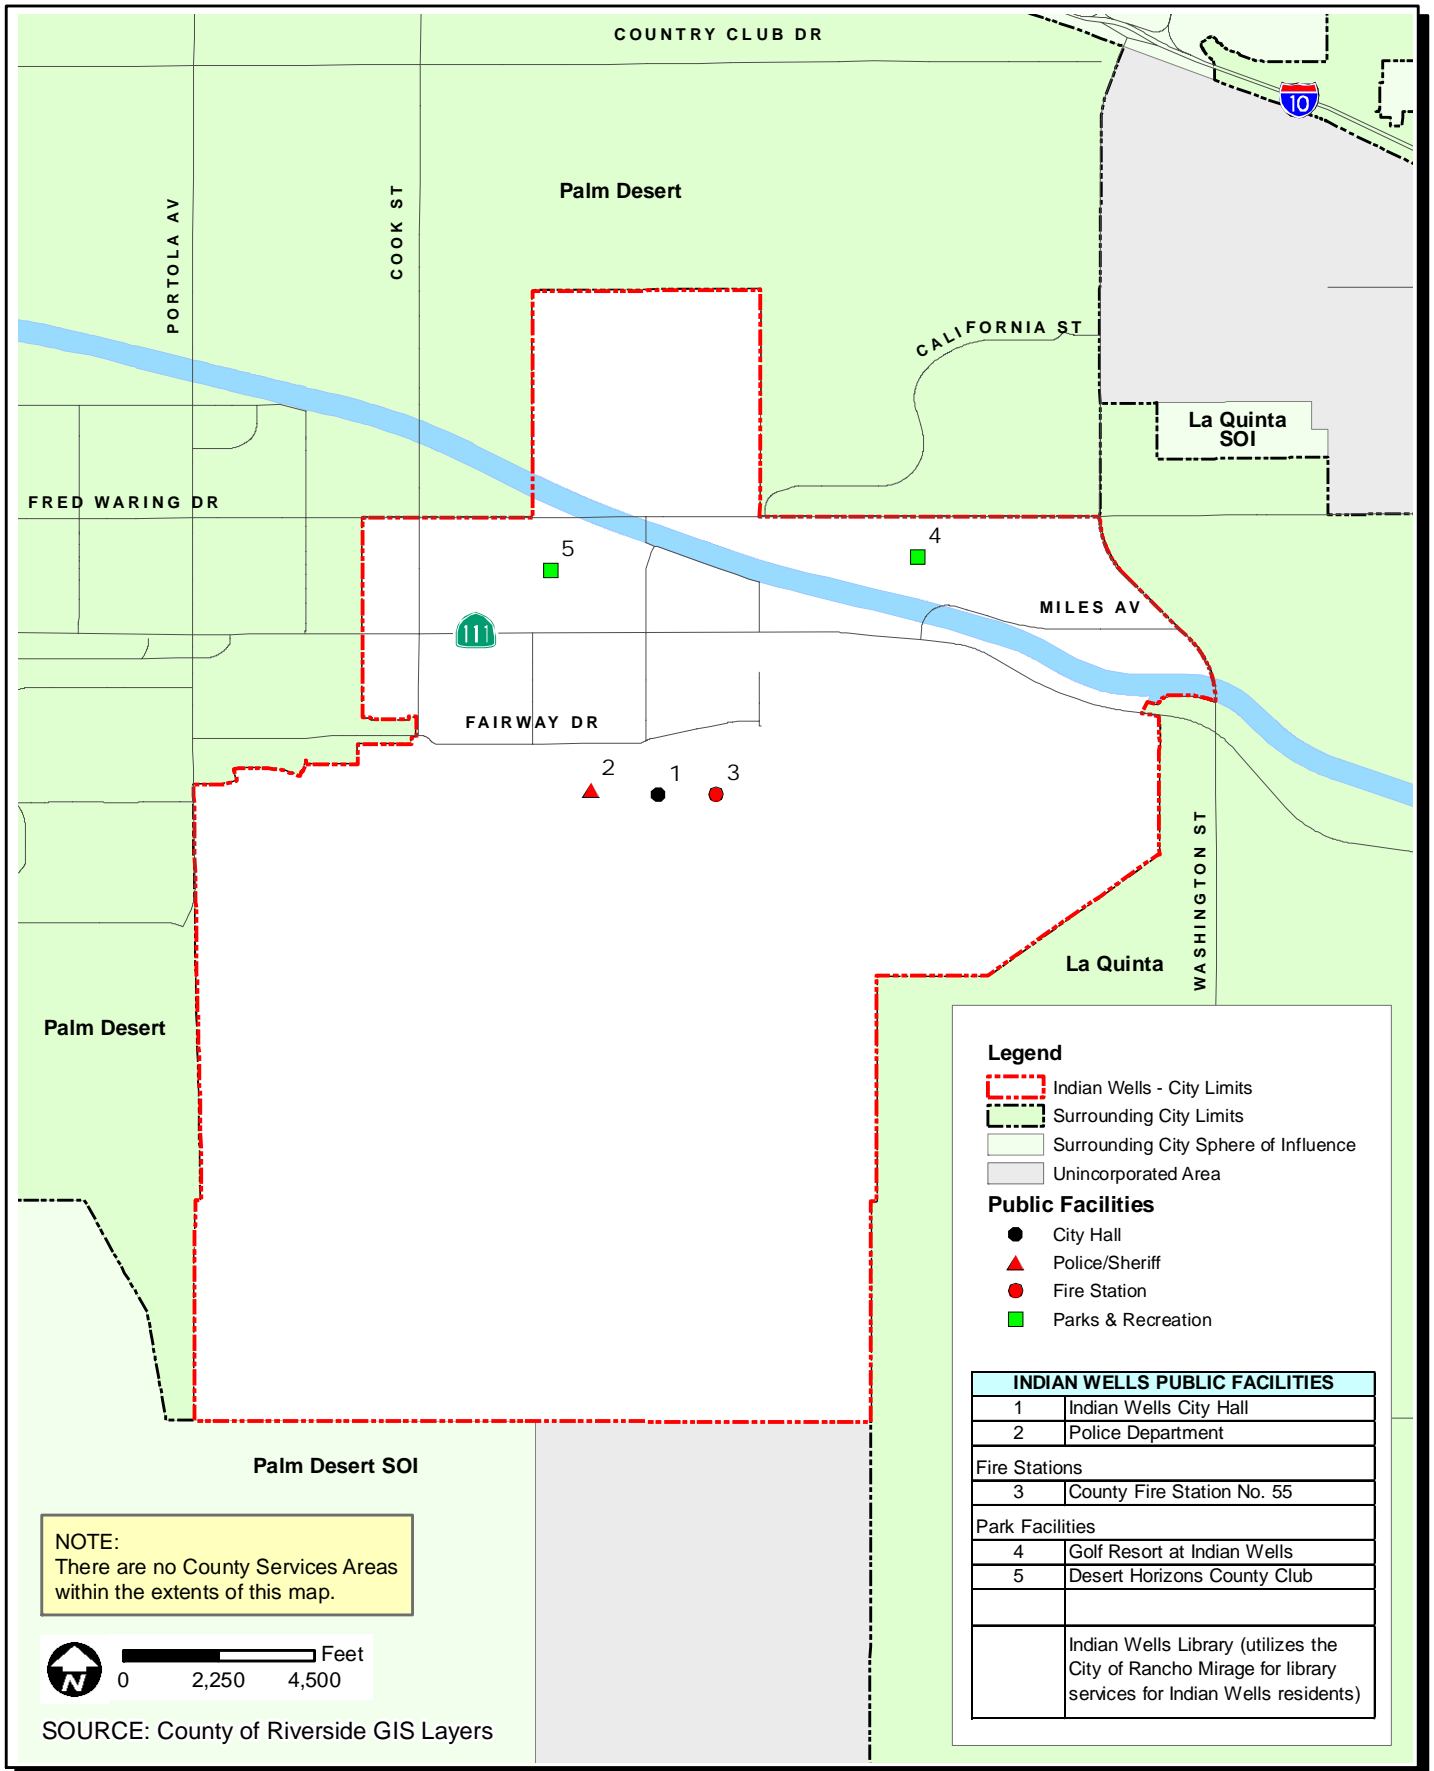 COUNTRY CLUB DR
10
Palm Desert
PORTOLA AV
COOK ST
CALIFORNIA ST
La Quinta
SOI
FRED WARING DR
5
4
MILES AV
111
FAIRWAY DR
2
1
3
WASHINGTON ST
La Quinta
Palm Desert
Legend
Indian Wells - City Limits
Surrounding City Limits
Surrounding City Sphere of Influence
Unincorporated Area
Public Facilities
City Hall
Police/Sheriff
Fire Station
Parks & Recreation
INDIAN WELLS PUBLIC FACILITIES
1 Indian Wells City Hall
2 Police Department
Fire Stations
3 County Fire Station No. 55
Park Facilities
4 Golf Resort at Indian Wells
5 Desert Horizons County Club
Indian Wells Library (utilizes the
City of Rancho Mirage for library
services for Indian Wells residents)
Palm Desert SOI
NOTE:
There are no County Services Areas
within the extents of this map.
N
Feet
0 2,250 4,500
SOURCE: County of Riverside GIS Layers